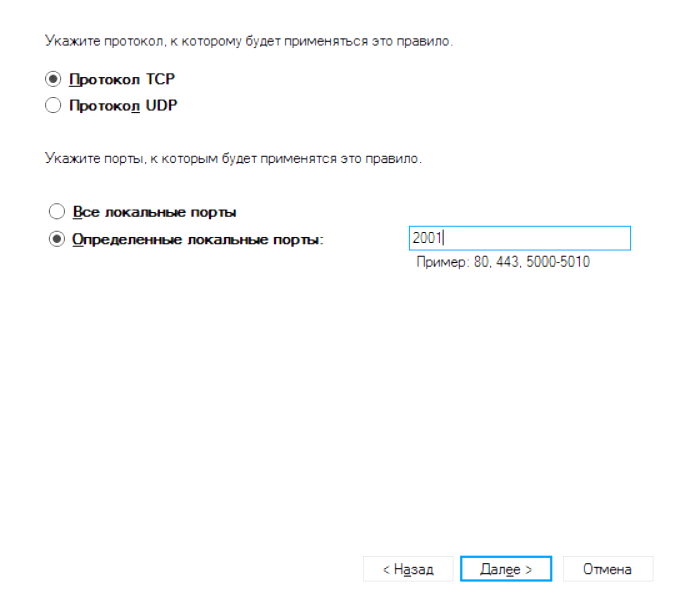 Укажите протокол, к которому будет применяться это правило.
Протокол TCP
Протокол UDP
Укажите порты, к которым будет применятся это правило.
Все локальные порты
Определенные локальные порты: 2001
Пример: 80, 443, 5000-5010
< Назад Далее > Отмена